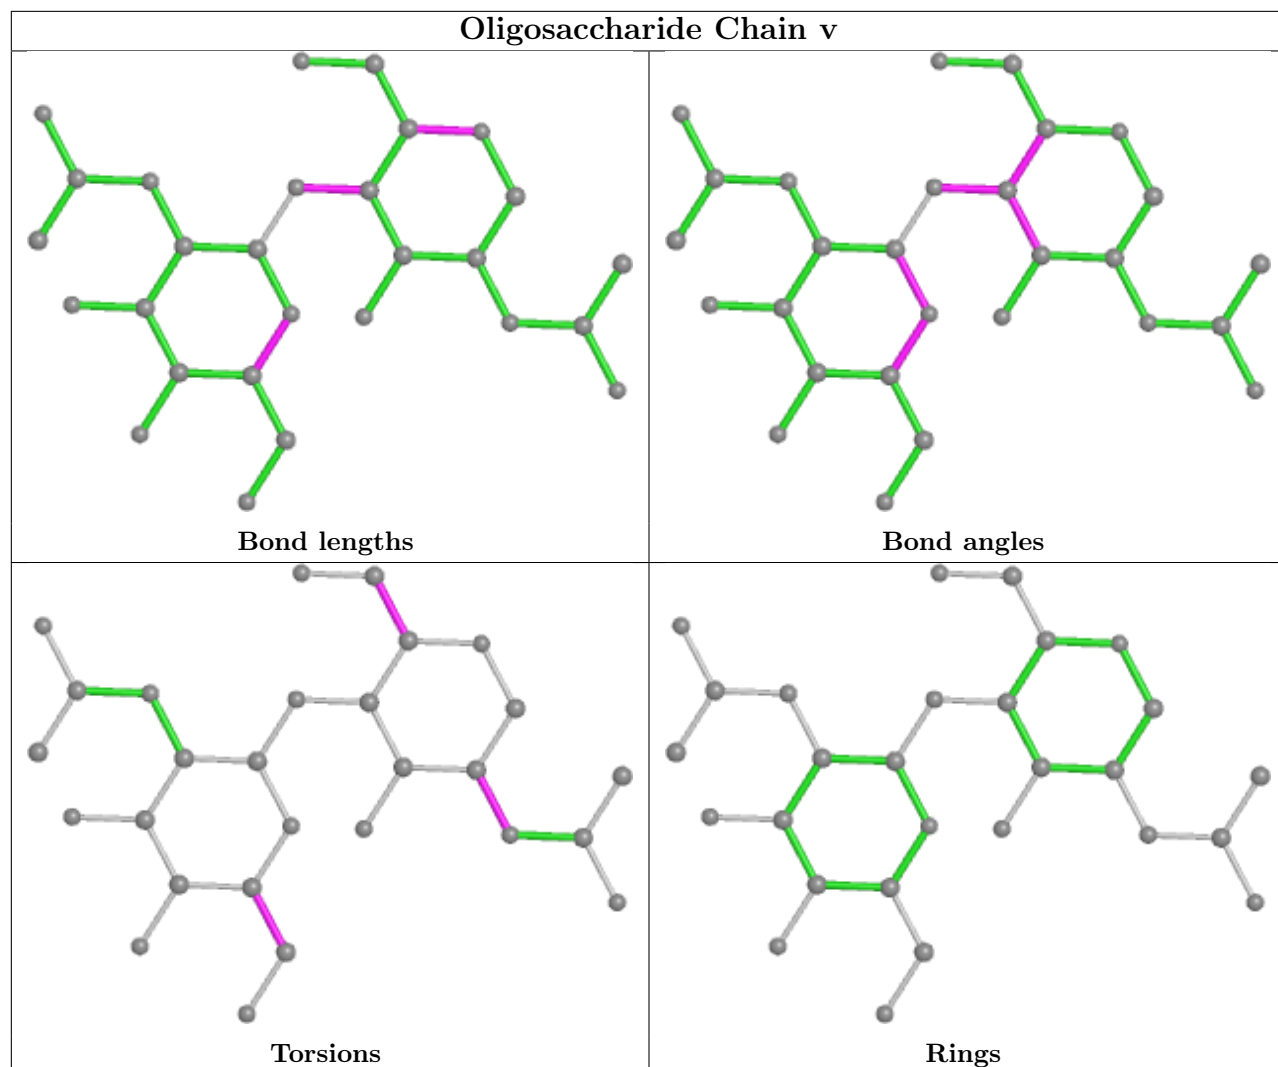 Oligosaccharide Chain v
Bond lengths
Bond angles
Torsions
Rings